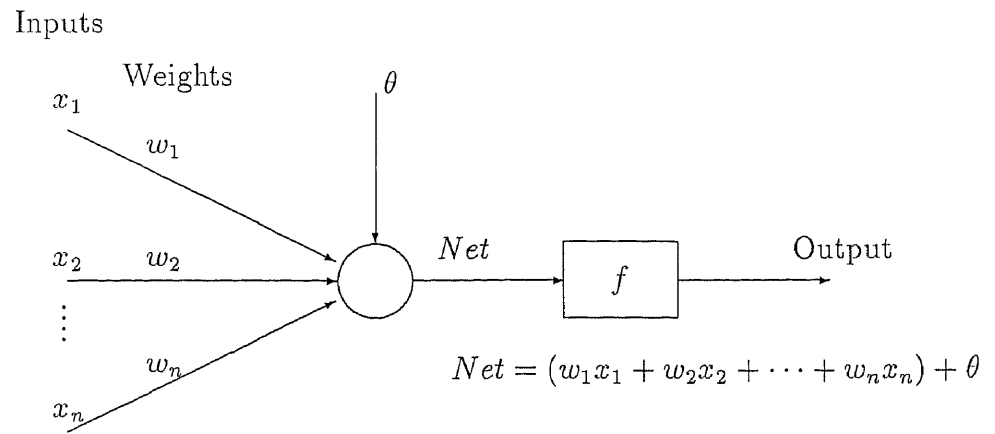 Inputs
Weights
θ
x₁
w₁
x₂
w₂
Net
f
Output
⋮
wₙ
Net = (w₁x₁ + w₂x₂ + ⋯ + wₙxₙ) + θ
xₙ